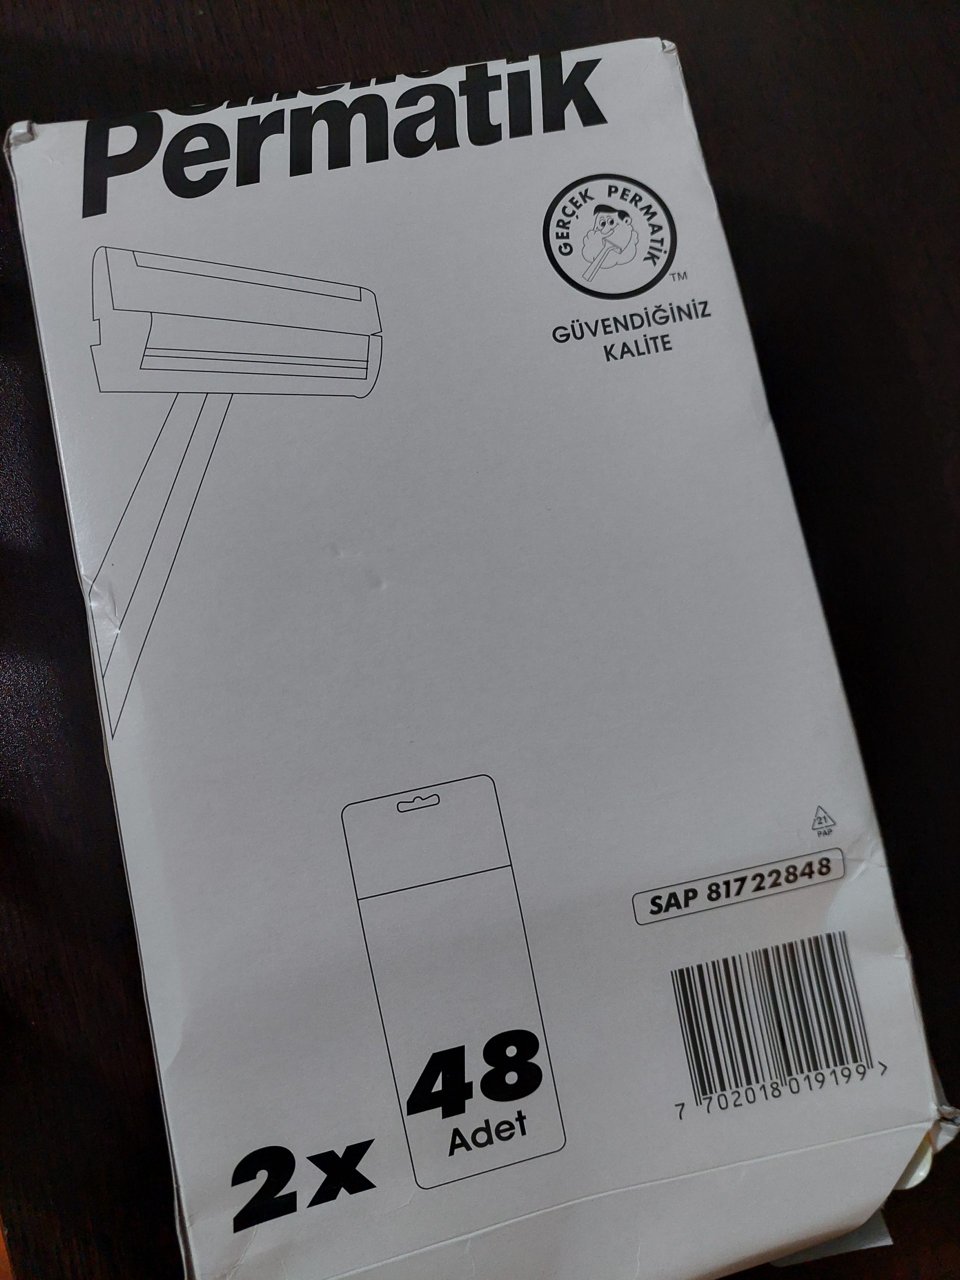 Permatik
GERÇEK PERMATİK
TM
GÜVENDİĞİNİZ
KALİTE
21
PAP
SAP 81722848
7 702018 019199 >
48
Adet
2x